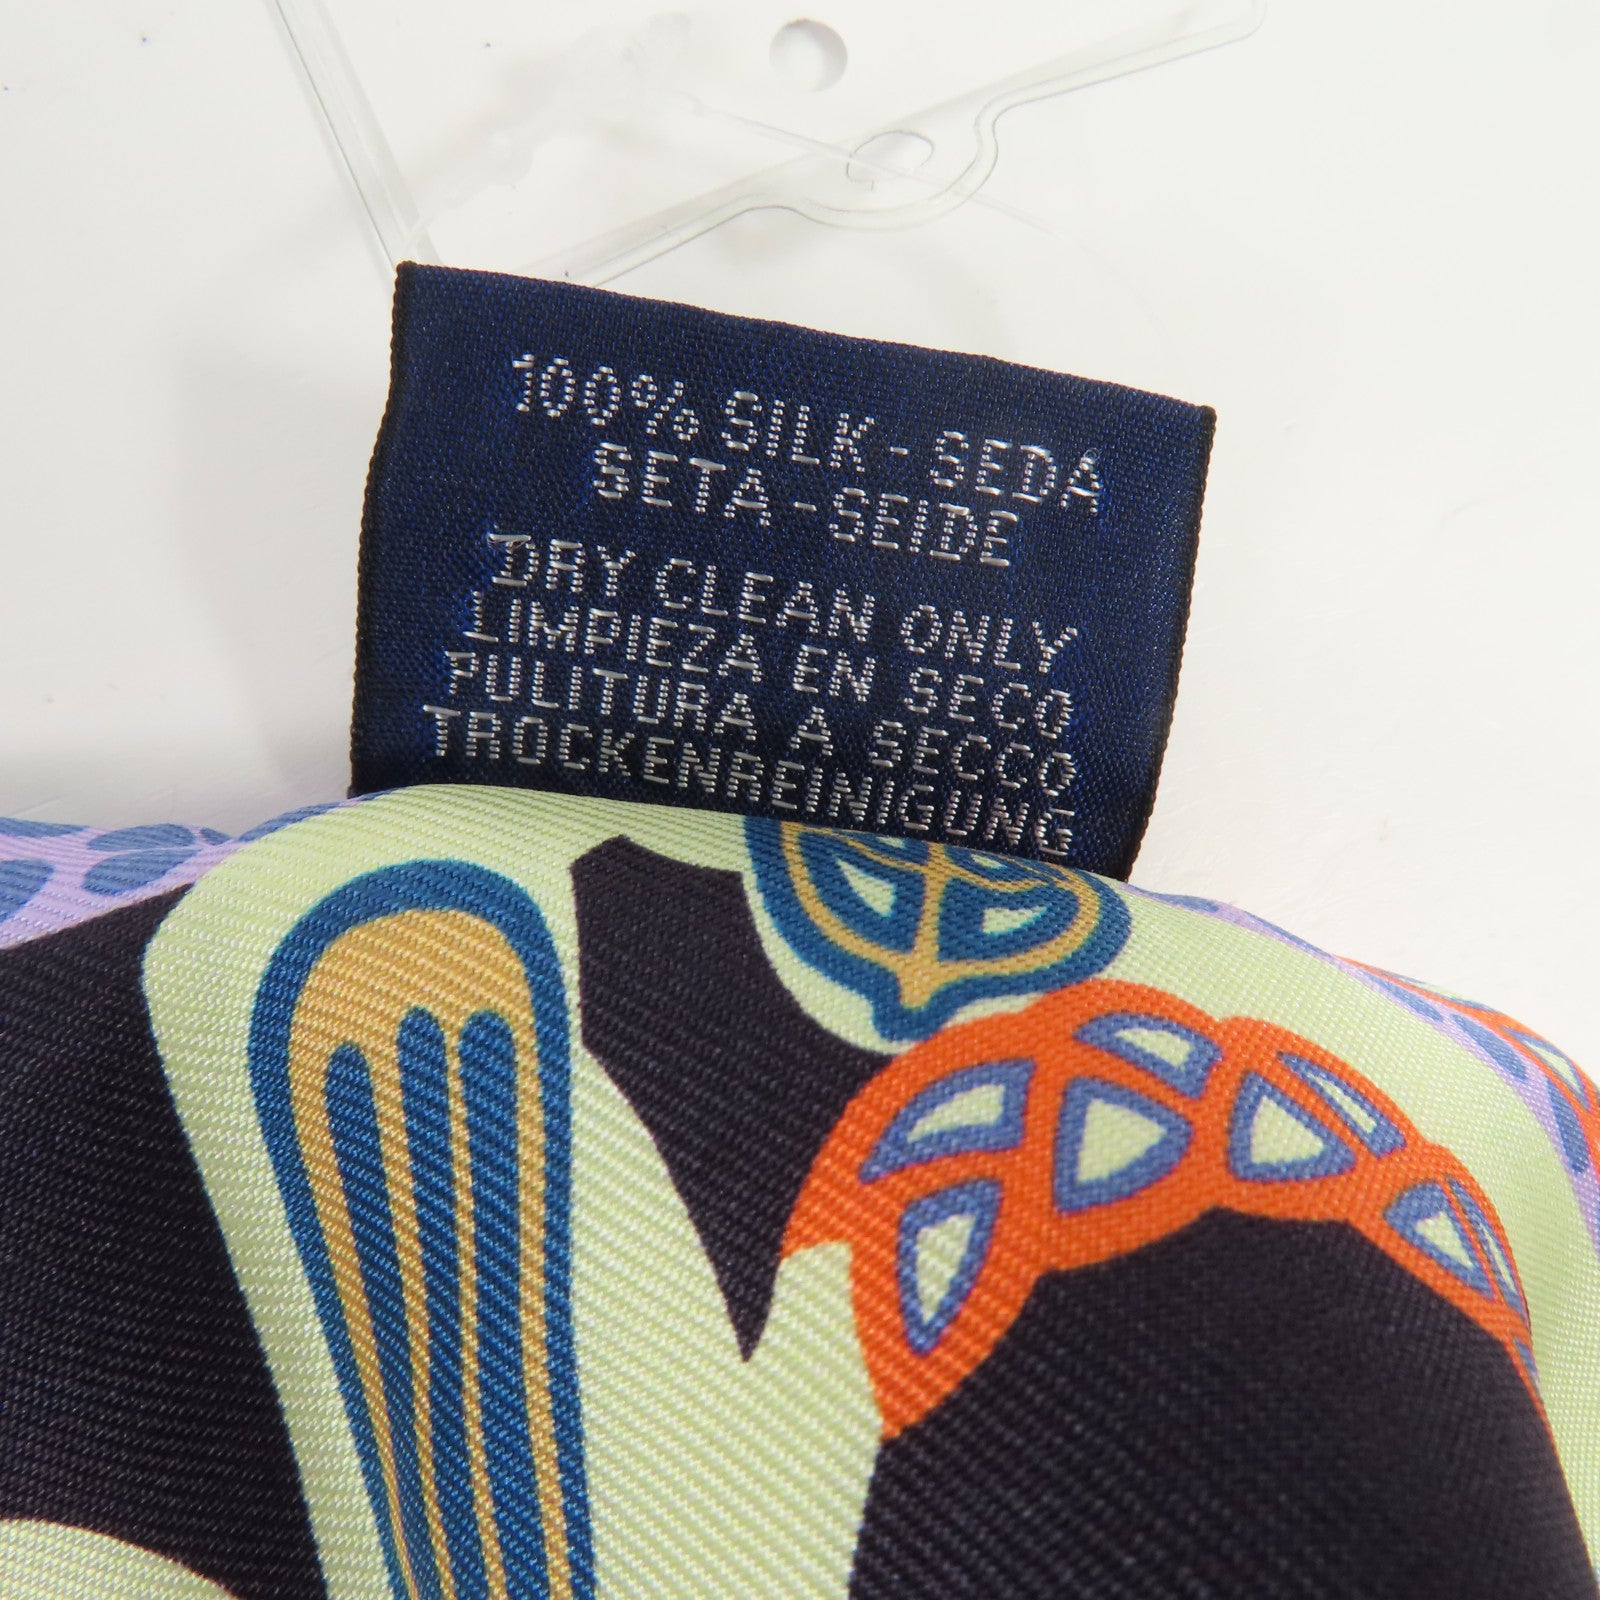 100% SILK - SEDA
SETA - SEIDE
DRY CLEAN ONLY
LIMPIEZA EN SECO
PULITURA A SECCO
TROCKENREINIGUNG